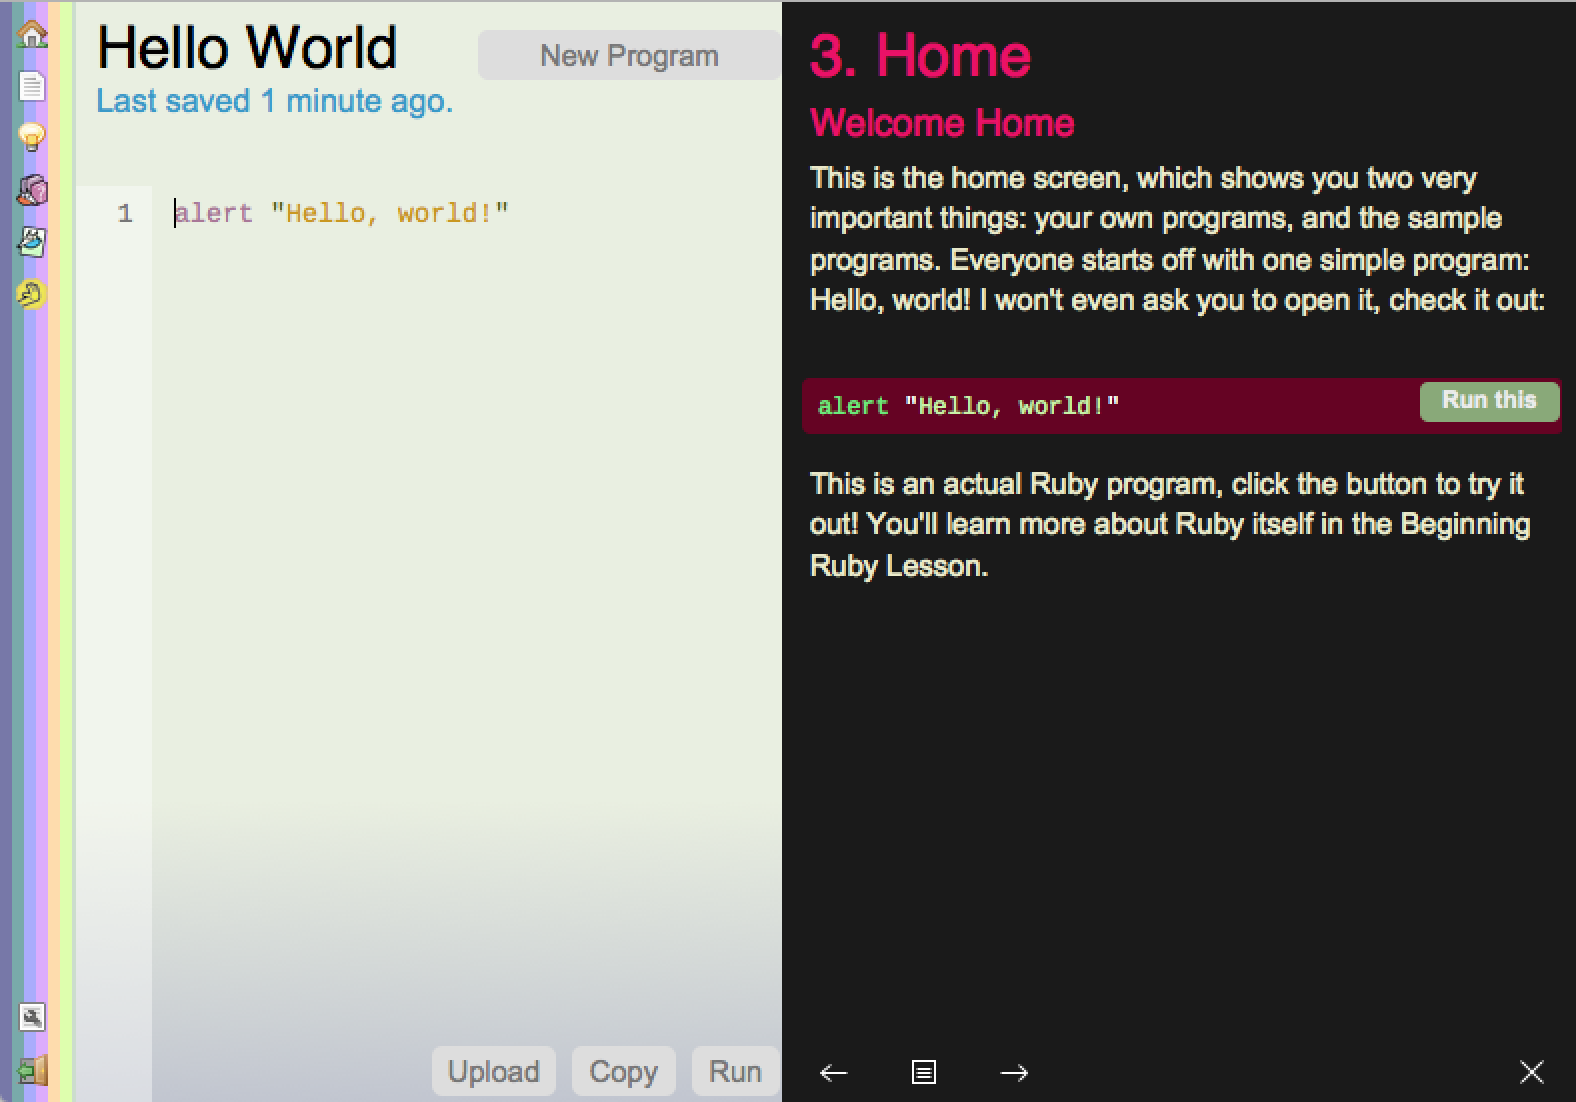 Hello World
New Program
Last saved 1 minute ago.
1
alert "Hello, world!"
Upload
Copy
Run
3. Home
Welcome Home
This is the home screen, which shows you two very
important things: your own programs, and the sample
programs. Everyone starts off with one simple program:
Hello, world! I won't even ask you to open it, check it out:
alert "Hello, world!"
Run this
This is an actual Ruby program, click the button to try it
out! You'll learn more about Ruby itself in the Beginning
Ruby Lesson.